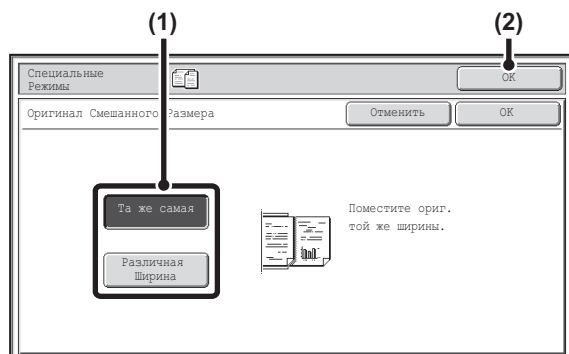 (1)
(2)
Специальные
Режимы
OK
Оригинал Смешанного Размера
Отменить
OK
Та же самая
Поместите ориг.
той же ширины.
Различная
Ширина